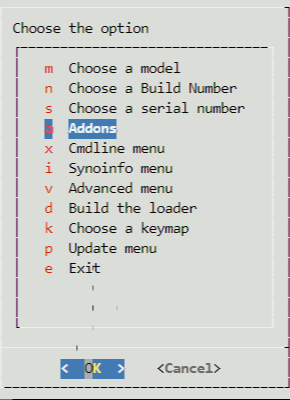 Choose the option
m Choose a model
n Choose a Build Number
s Choose a serial number
a Addons
x Cmdline menu
i Synoinfo menu
v Advanced menu
d Build the loader
k Choose a keymap
p Update menu
e Exit
< OK > <Cancel>